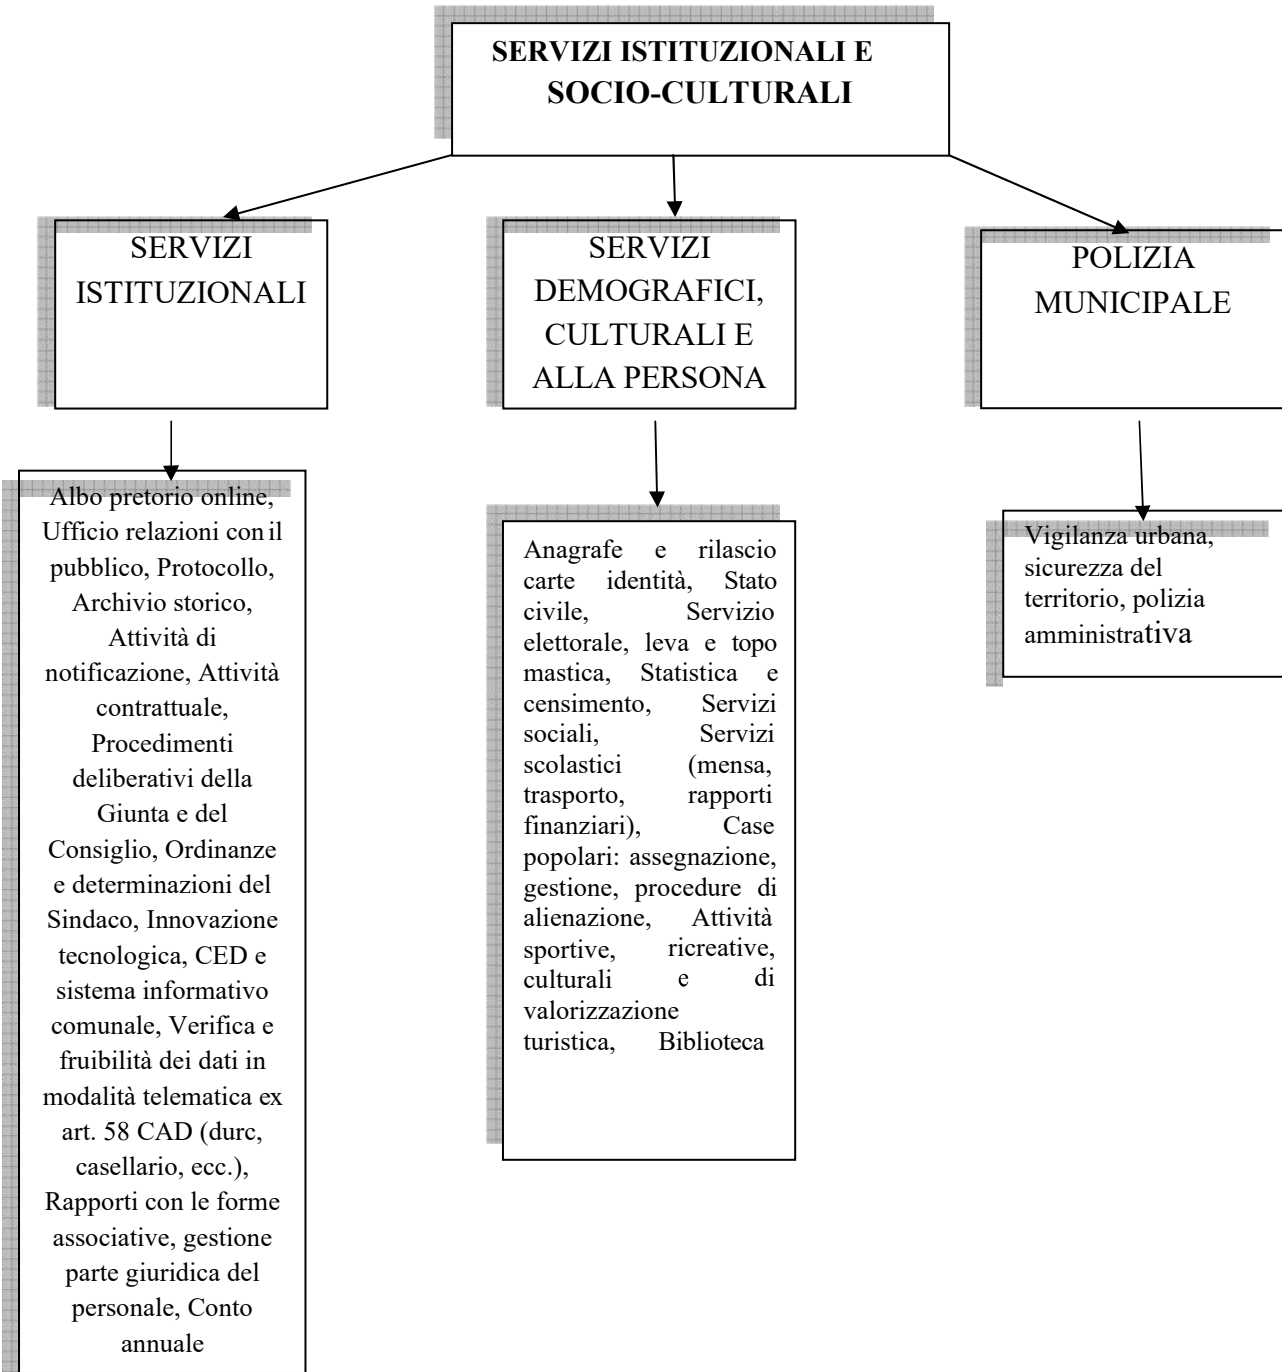 SERVIZI ISTITUZIONALI E
SOCIO-CULTURALI
SERVIZI
ISTITUZIONALI
SERVIZI
DEMOGRAFICI,
CULTURALI E
ALLA PERSONA
POLIZIA
MUNICIPALE
Albo pretorio online,
Ufficio relazioni con il
pubblico, Protocollo,
Archivio storico,
Attività di
notificazione, Attività
contrattuale,
Procedimenti
deliberativi della
Giunta e del
Consiglio, Ordinanze
e determinazioni del
Sindaco, Innovazione
tecnologica, CED e
sistema informativo
comunale, Verifica e
fruibilità dei dati in
modalità telematica ex
art. 58 CAD (durc,
casellario, ecc.),
Rapporti con le forme
associative, gestione
parte giuridica del
personale, Conto
annuale
Anagrafe e rilascio
carte identità, Stato
civile, Servizio
elettorale, leva e topo
mastica, Statistica e
censimento, Servizi
sociali, Servizi
scolastici (mensa,
trasporto, rapporti
finanziari), Case
popolari: assegnazione,
gestione, procedure di
alienazione, Attività
sportive, ricreative,
culturali e di
valorizzazione
turistica, Biblioteca
Vigilanza urbana,
sicurezza del
territorio, polizia
amministrativa